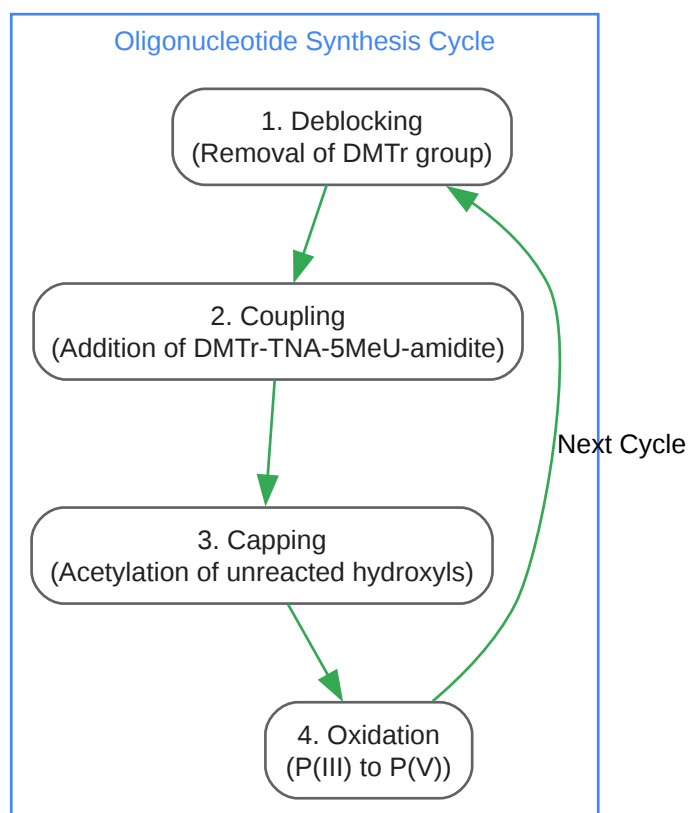 Oligonucleotide Synthesis Cycle
1. Deblocking
(Removal of DMTr group)
2. Coupling
(Addition of DMTr-TNA-5MeU-amidite)
Next Cycle
3. Capping
(Acetylation of unreacted hydroxyls)
4. Oxidation
(P(III) to P(V))